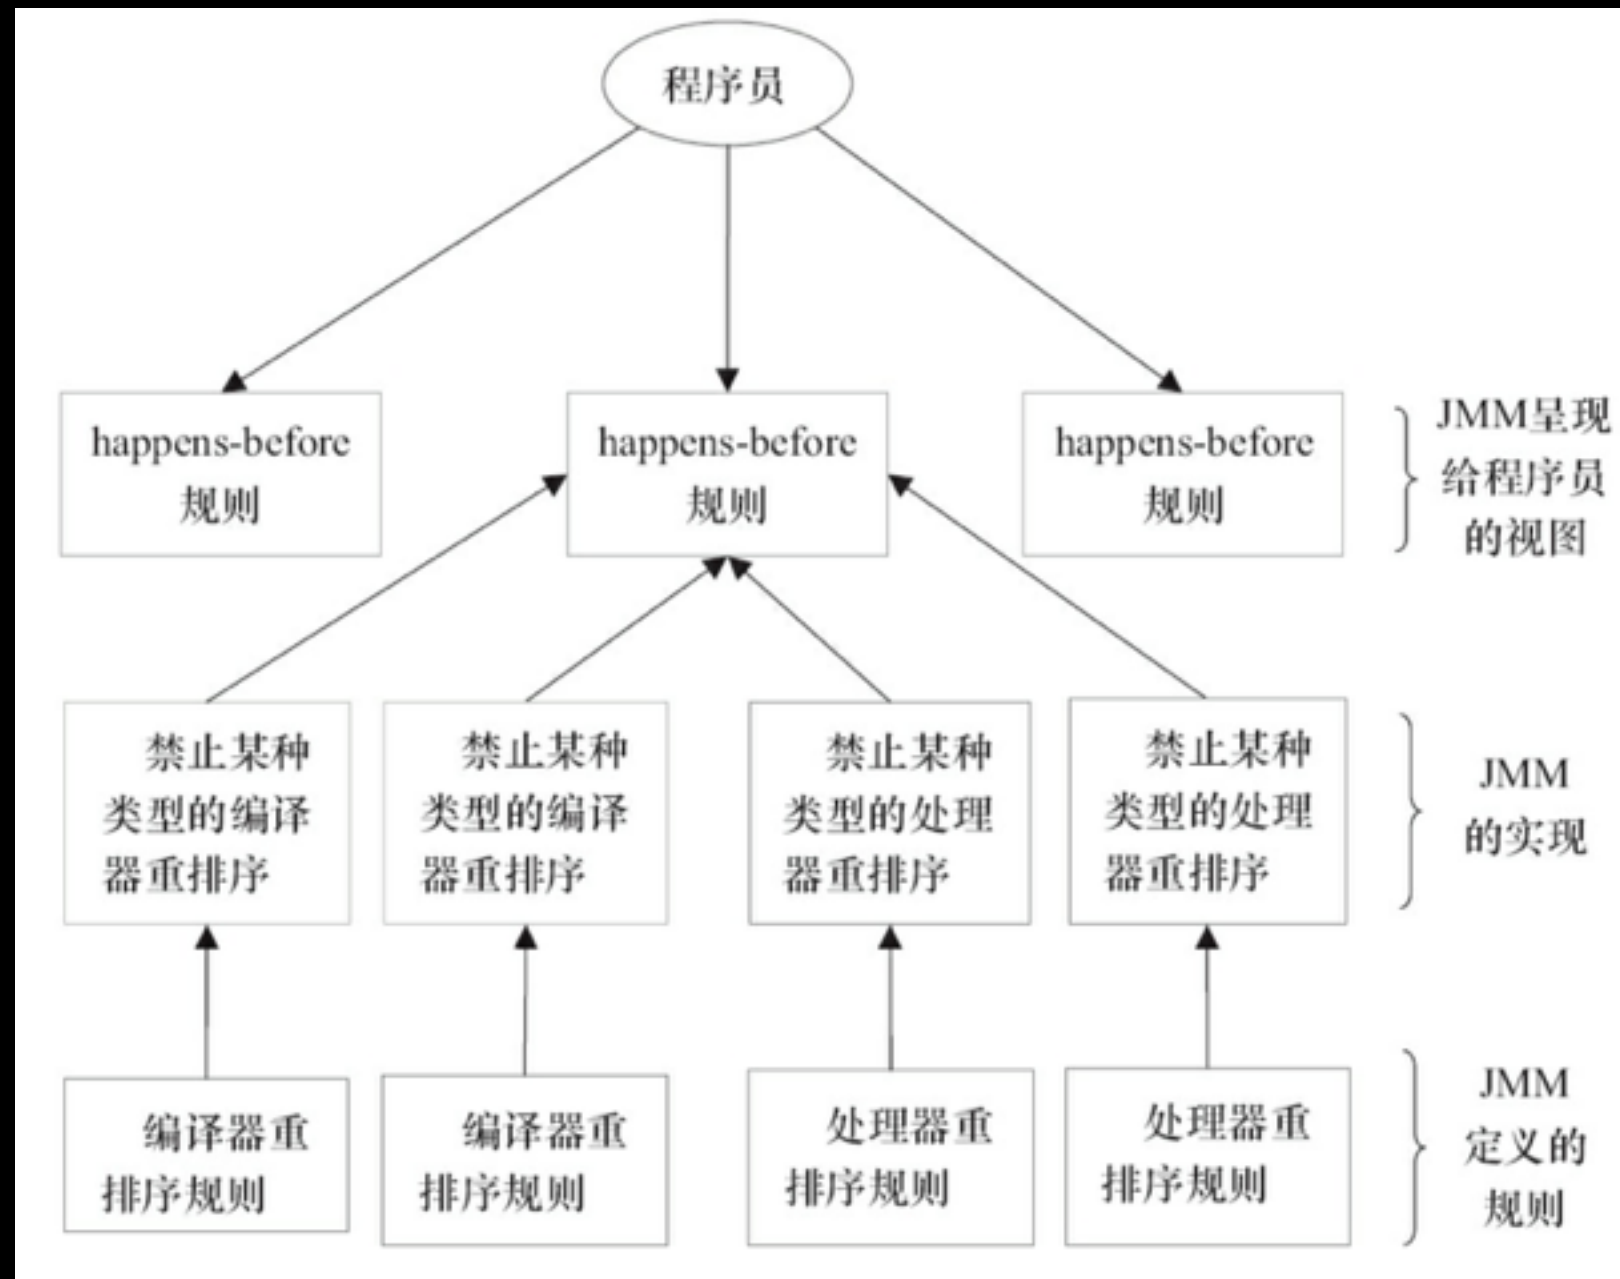 程序员
happens-before
规则
happens-before
规则
happens-before
规则
JMM呈现
给程序员
的视图
禁止某种
类型的编译
器重排序
禁止某种
类型的编译
器重排序
禁止某种
类型的处理
器重排序
禁止某种
类型的处理
器重排序
JMM
的实现
编译器重
排序规则
编译器重
排序规则
处理器重
排序规则
处理器重
排序规则
JMM
定义的
规则